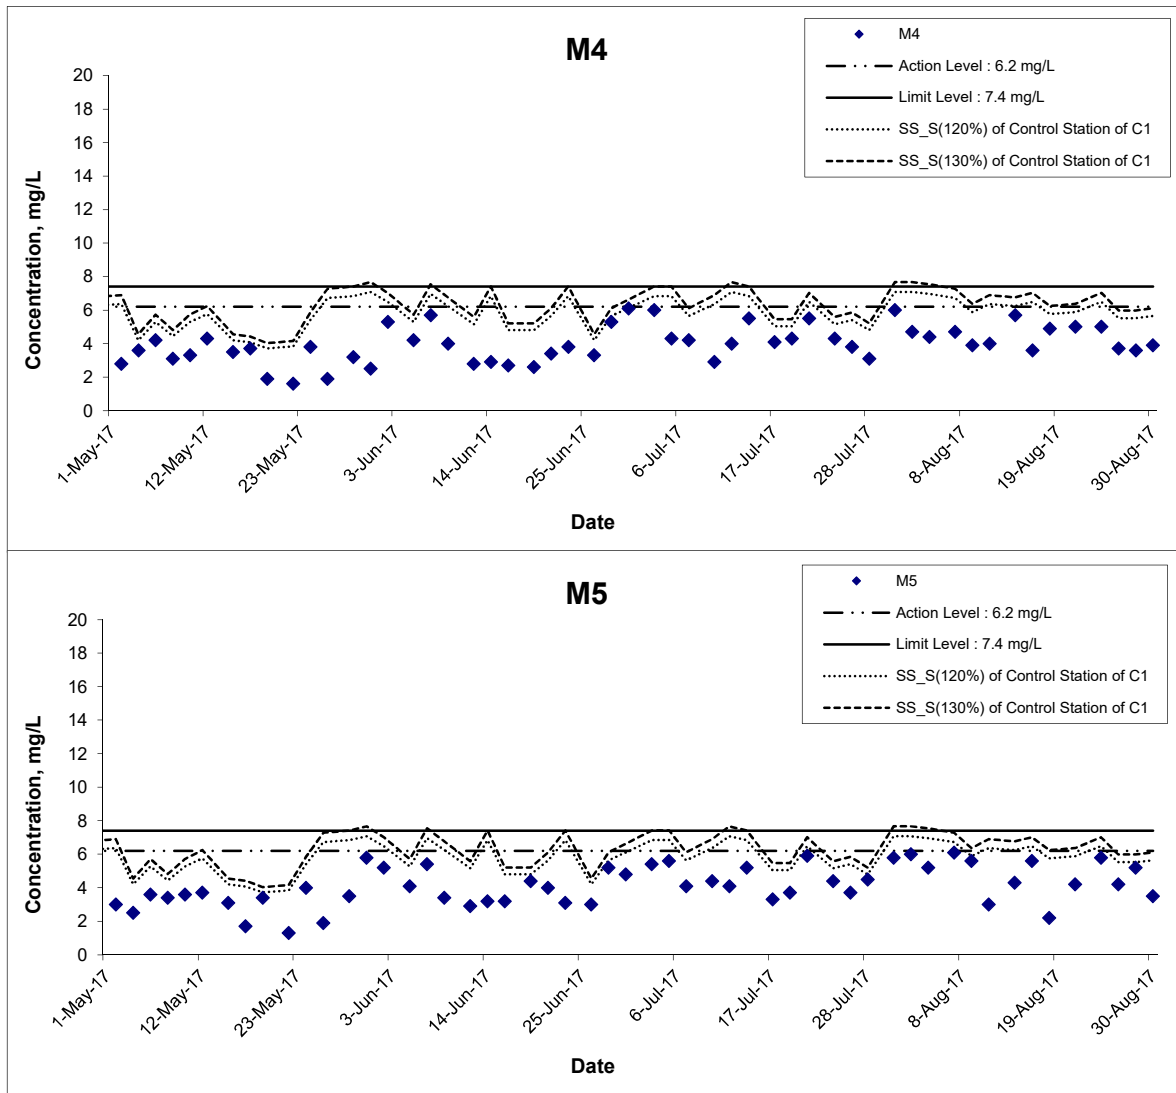 M4
M4
Action Level : 6.2 mg/L
Limit Level : 7.4 mg/L
SS_S(120%) of Control Station of C1
SS_S(130%) of Control Station of C1
Concentration, mg/L
20
18
16
14
12
10
8
6
4
2
0
1-May-17
12-May-17
23-May-17
3-Jun-17
14-Jun-17
25-Jun-17
6-Jul-17
17-Jul-17
28-Jul-17
8-Aug-17
19-Aug-17
30-Aug-17
Date
M5
M5
Action Level : 6.2 mg/L
Limit Level : 7.4 mg/L
SS_S(120%) of Control Station of C1
SS_S(130%) of Control Station of C1
Concentration, mg/L
20
18
16
14
12
10
8
6
4
2
0
1-May-17
12-May-17
23-May-17
3-Jun-17
14-Jun-17
25-Jun-17
6-Jul-17
17-Jul-17
28-Jul-17
8-Aug-17
19-Aug-17
30-Aug-17
Date